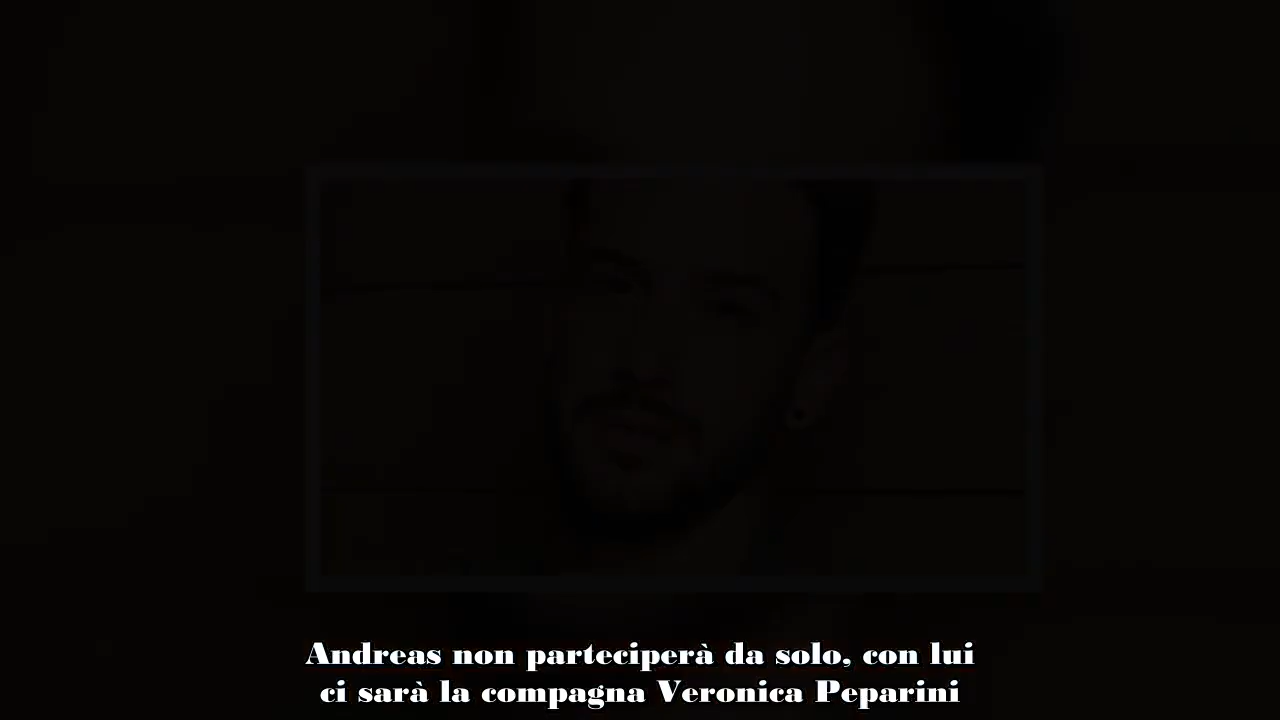 Andreas non parteciperà da solo, con lui
ci sarà la compagna Veronica Peparini